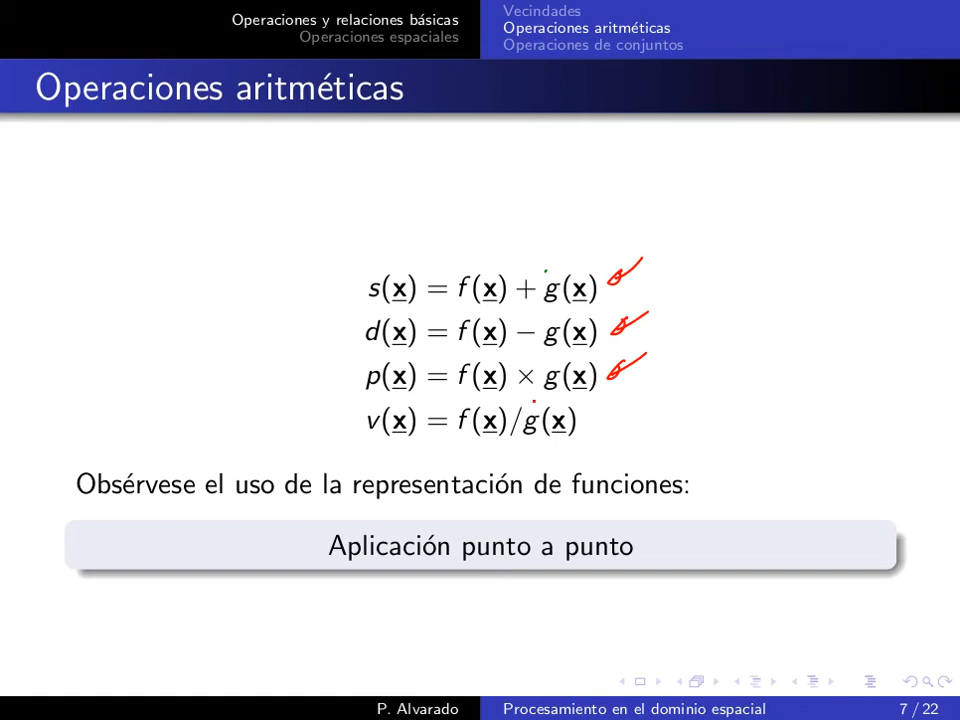 Operaciones y relaciones básicas
Operaciones espaciales
Vecindades
Operaciones aritméticas
Operaciones de conjuntos
Operaciones aritméticas
s(x) = f(x) + g(x)
d(x) = f(x) − g(x)
p(x) = f(x) × g(x)
v(x) = f(x)/g(x)
Obsérvese el uso de la representación de funciones:
Aplicación punto a punto
P. Alvarado
Procesamiento en el dominio espacial
7 / 22